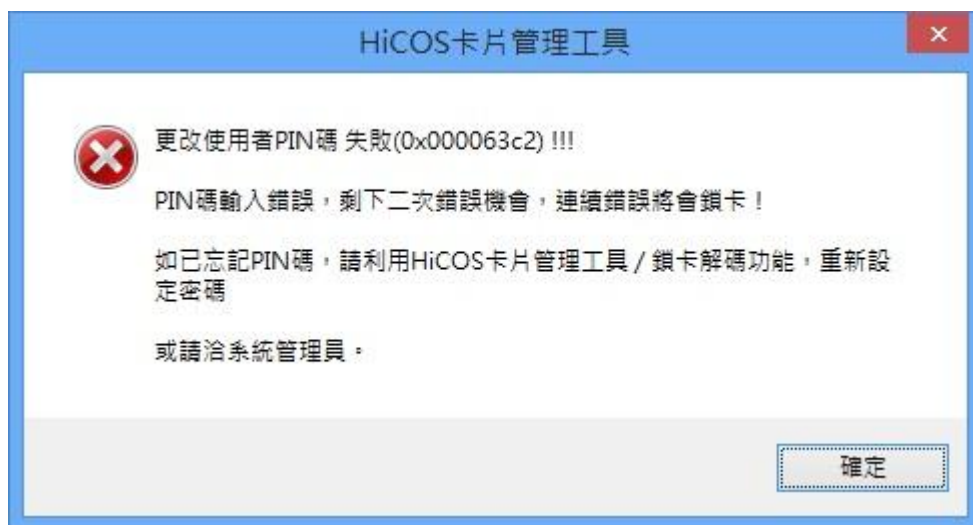 HiCOS卡片管理工具
更改使用者PIN碼 失敗(0x000063c2) !!!
PIN碼輸入錯誤，剩下二次錯誤機會，連續錯誤將會鎖卡！
如已忘記PIN碼，請利用HiCOS卡片管理工具 / 鎖卡解碼功能，重新設
定密碼
或請洽系統管理員。
確定